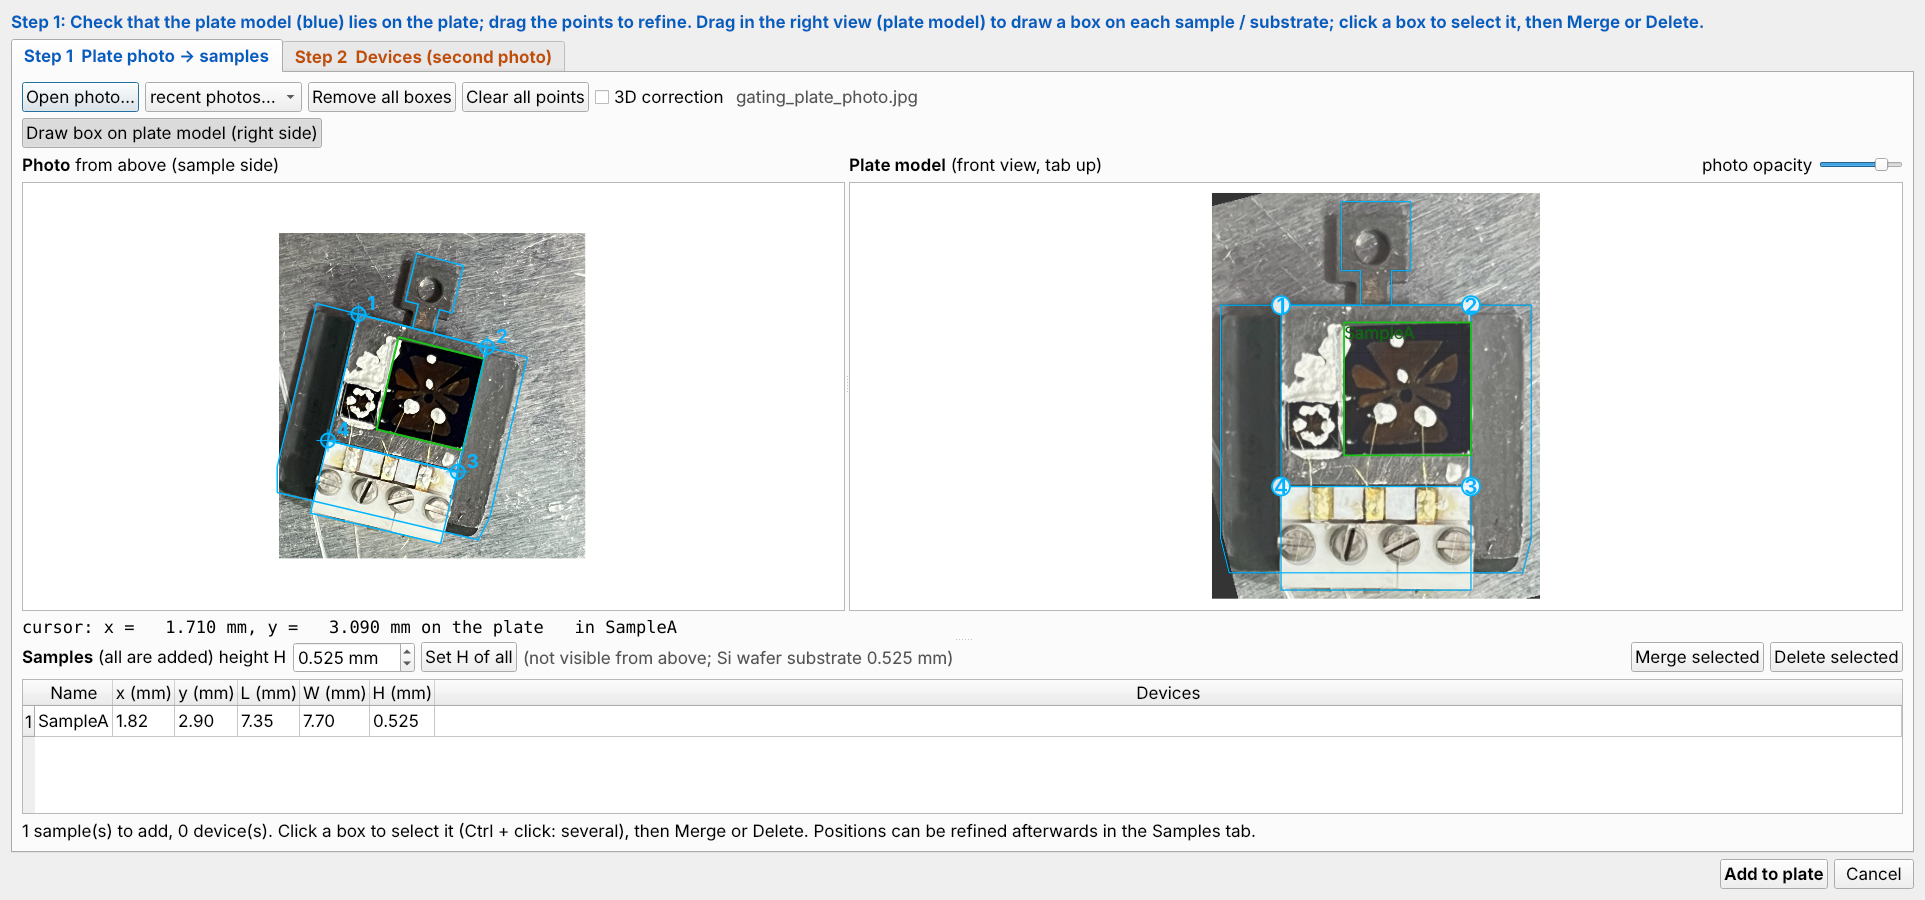 Step 1: Check that the plate model (blue) lies on the plate; drag the points to refine. Drag in the right view (plate model) to draw a box on each sample / substrate; click a box to select it, then Merge or Delete.
Step 1 Plate photo → samples
Step 2 Devices (second photo)
Open photo...
recent photos...
Remove all boxes
Clear all points
3D correction
gating_plate_photo.jpg
Draw box on plate model (right side)
Photo from above (sample side)
Plate model (front view, tab up)
photo opacity
1
2
4
3
1
2
SampleA
4
3
cursor: x = 1.710 mm, y = 3.090 mm on the plate in SampleA
Samples (all are added) height H 0.525 mm Set H of all (not visible from above; Si wafer substrate 0.525 mm)
Merge selected
Delete selected
Name x (mm) y (mm) L (mm) W (mm) H (mm) Devices
1 SampleA 1.82 2.90 7.35 7.70 0.525
1 sample(s) to add, 0 device(s). Click a box to select it (Ctrl + click: several), then Merge or Delete. Positions can be refined afterwards in the Samples tab.
Add to plate
Cancel